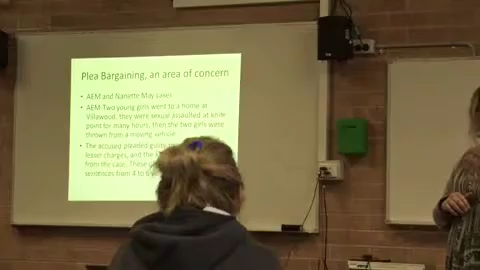 Plea Bargaining, an area of concern
• AEM and Nanette May cases
• AEM: Two young girls went to a home at
Villawood, they were sexual assaulted at knife
point for many hours, then the two girls were
thrown from a moving vehicle.
• The accused pleaded guilty
lesser charges, and the
from the case. These
sentences from 4 to 6